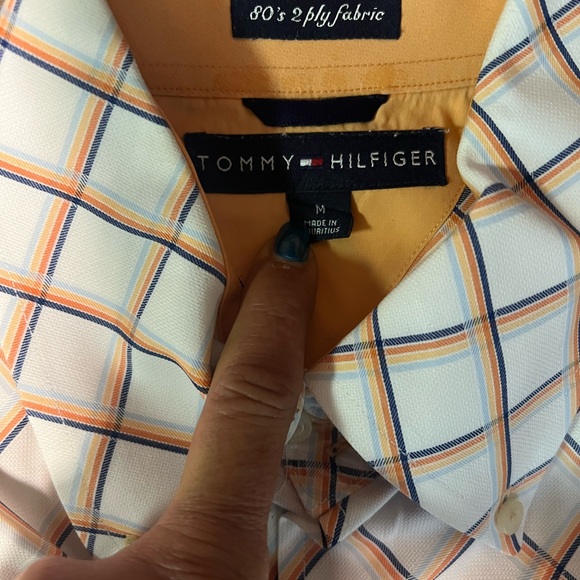 80's 2 ply fabric
TOMMY HILFIGER
M
MADE IN
MAURITIUS